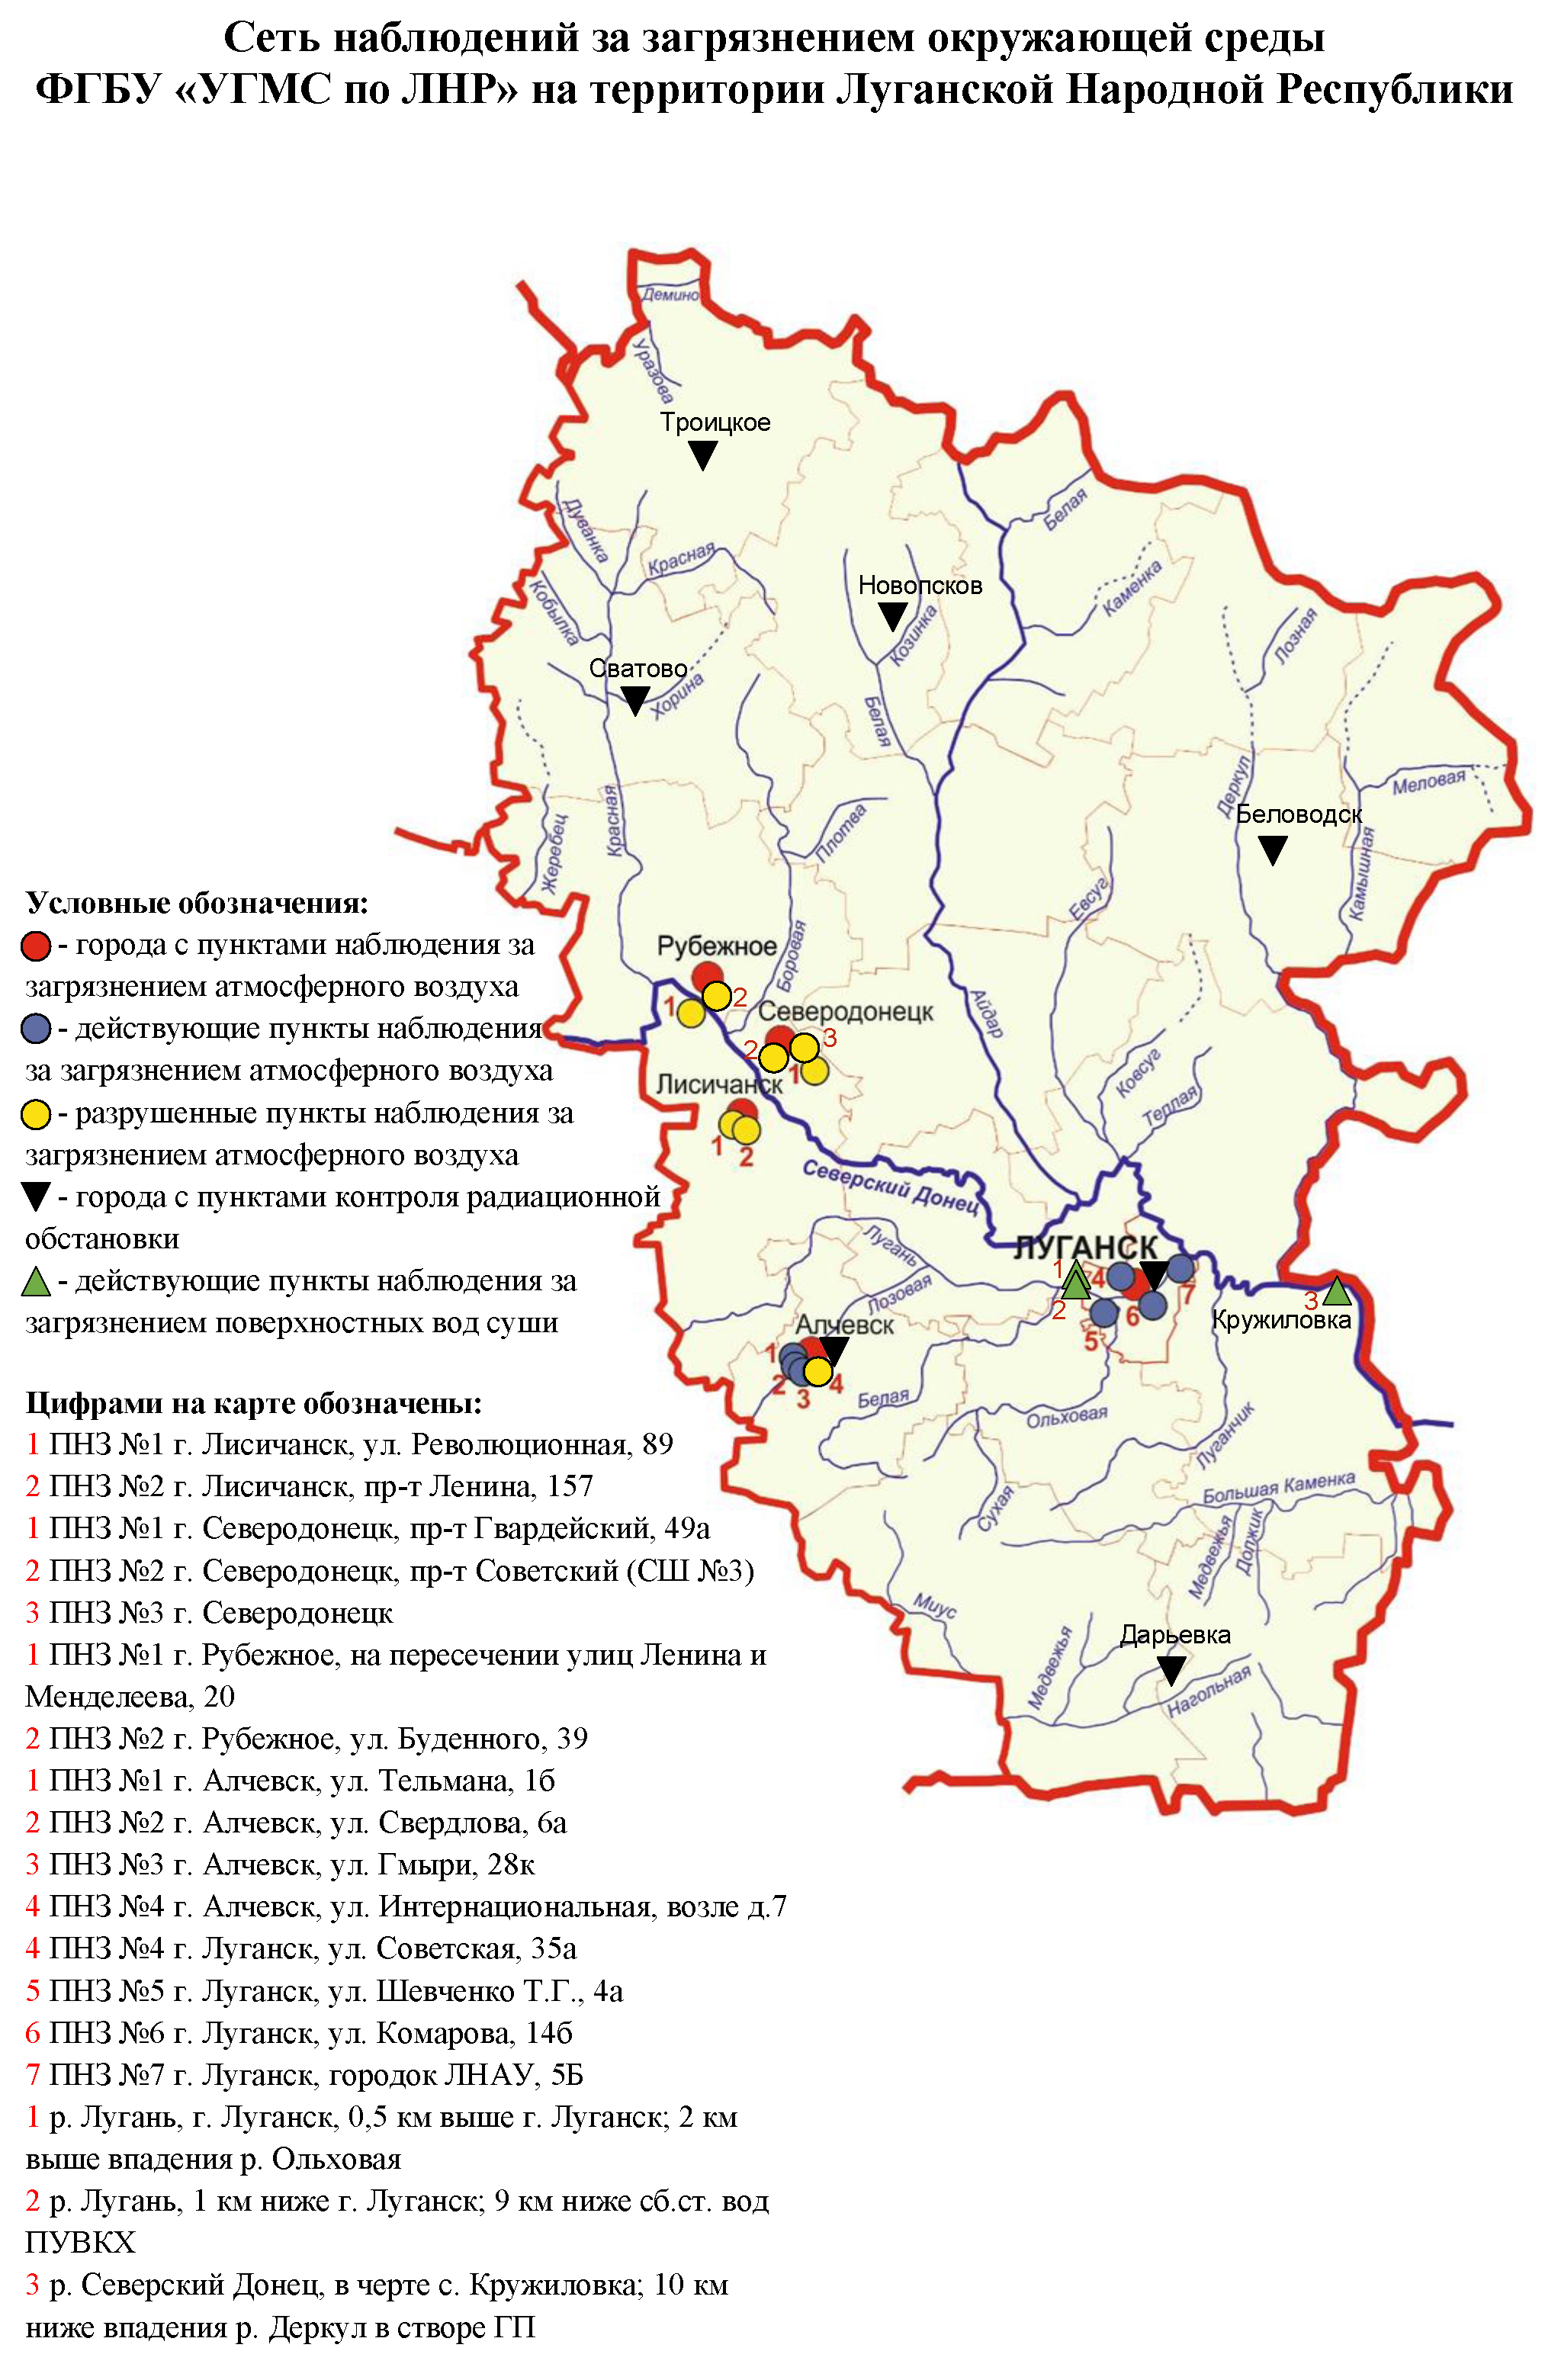 Сеть наблюдений за загрязнением окружающей среды
ФГБУ «УГМС по ЛНР» на территории Луганской Народной Республики
Демино
Уразова
Троицкое
Дуванка
Красная
Кобылка
Сватово
Хорина
Новопсков
Козинка
Белая
Белая
Каменка
Лозная
Деркул
Меловая
Беловодск
Камышная
Жеребец
Красная
Плотва
Боровая
Евсуг
Айдар
Ковсуг
Теплая
Рубежное
1
2
Северодонецк
2
3
1
Лисичанск
1
2
Северский Донец
Лугань
Лозовая
ЛУГАНСК
1
2
4
5
6
7
Кружиловка
3
Алчевск
1
2
3
4
Белая
Ольховая
Луганчик
Сухая
Большая Каменка
Медвежья
Должик
Миус
Медвежья
Дарьевка
Нагольная
Условные обозначения:
- города с пунктами наблюдения за
загрязнением атмосферного воздуха
- действующие пункты наблюдения
за загрязнением атмосферного воздуха
- разрушенные пункты наблюдения за
загрязнением атмосферного воздуха
- города с пунктами контроля радиационной
обстановки
- действующие пункты наблюдения за
загрязнением поверхностных вод суши
Цифрами на карте обозначены:
1 ПНЗ №1 г. Лисичанск, ул. Революционная, 89
2 ПНЗ №2 г. Лисичанск, пр-т Ленина, 157
1 ПНЗ №1 г. Северодонецк, пр-т Гвардейский, 49а
2 ПНЗ №2 г. Северодонецк, пр-т Советский (СШ №3)
3 ПНЗ №3 г. Северодонецк
1 ПНЗ №1 г. Рубежное, на пересечении улиц Ленина и
Менделеева, 20
2 ПНЗ №2 г. Рубежное, ул. Буденного, 39
1 ПНЗ №1 г. Алчевск, ул. Тельмана, 1б
2 ПНЗ №2 г. Алчевск, ул. Свердлова, 6а
3 ПНЗ №3 г. Алчевск, ул. Гмыри, 28к
4 ПНЗ №4 г. Алчевск, ул. Интернациональная, возле д.7
4 ПНЗ №4 г. Луганск, ул. Советская, 35а
5 ПНЗ №5 г. Луганск, ул. Шевченко Т.Г., 4а
6 ПНЗ №6 г. Луганск, ул. Комарова, 14б
7 ПНЗ №7 г. Луганск, городок ЛНАУ, 5Б
1 р. Лугань, г. Луганск, 0,5 км выше г. Луганск; 2 км
выше впадения р. Ольховая
2 р. Лугань, 1 км ниже г. Луганск; 9 км ниже сб.ст. вод
ПУВКХ
3 р. Северский Донец, в черте с. Кружиловка; 10 км
ниже впадения р. Деркул в створе ГП